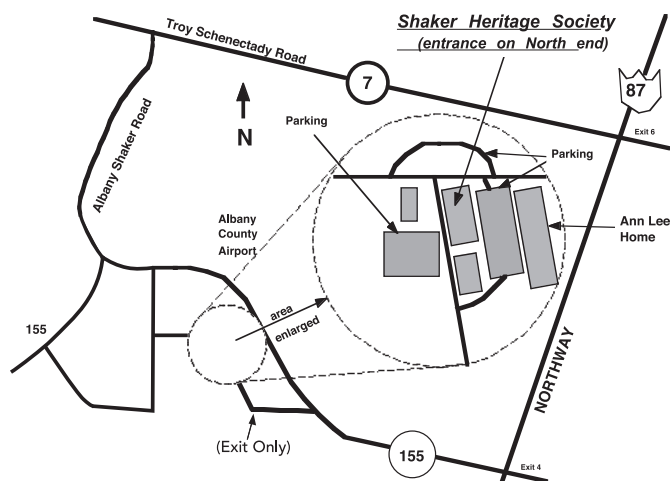 Shaker Heritage Society
(entrance on North end)
Troy Schenectady Road
7
87
Exit 6
N
Parking
Parking
Albany Shaker Road
Albany
County
Airport
Ann Lee
Home
area
enlarged
155
NORTHWAY
(Exit Only)
155
Exit 4